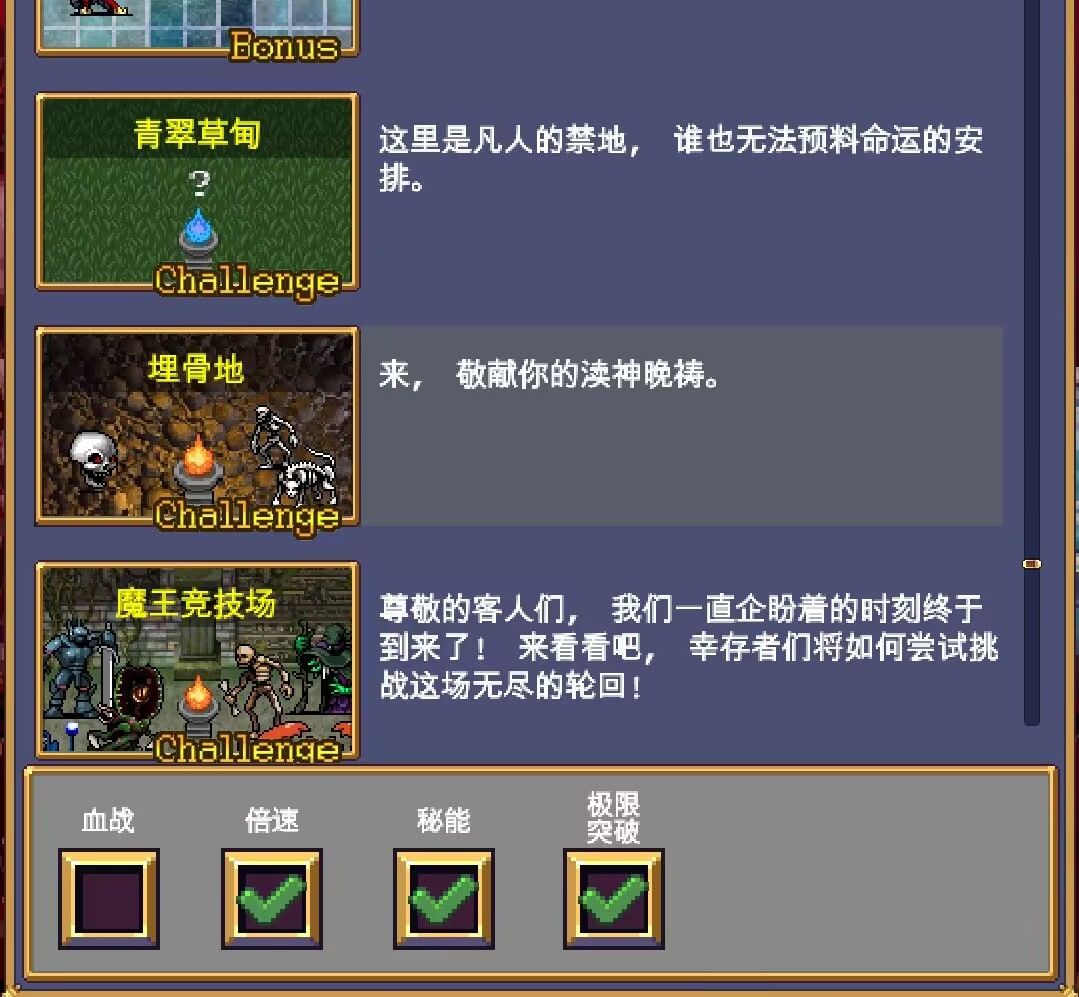 Bonus
青翠草甸
?
Challenge
这里是凡人的禁地， 谁也无法预料命运的安
排。
埋骨地
Challenge
来， 敬献你的渎神晚祷。
魔王竞技场
Challenge
尊敬的客人们， 我们一直企盼着的时刻终于
到来了！ 来看看吧， 幸存者们将如何尝试挑
战这场无尽的轮回！
血战
倍速
秘能
极限
突破